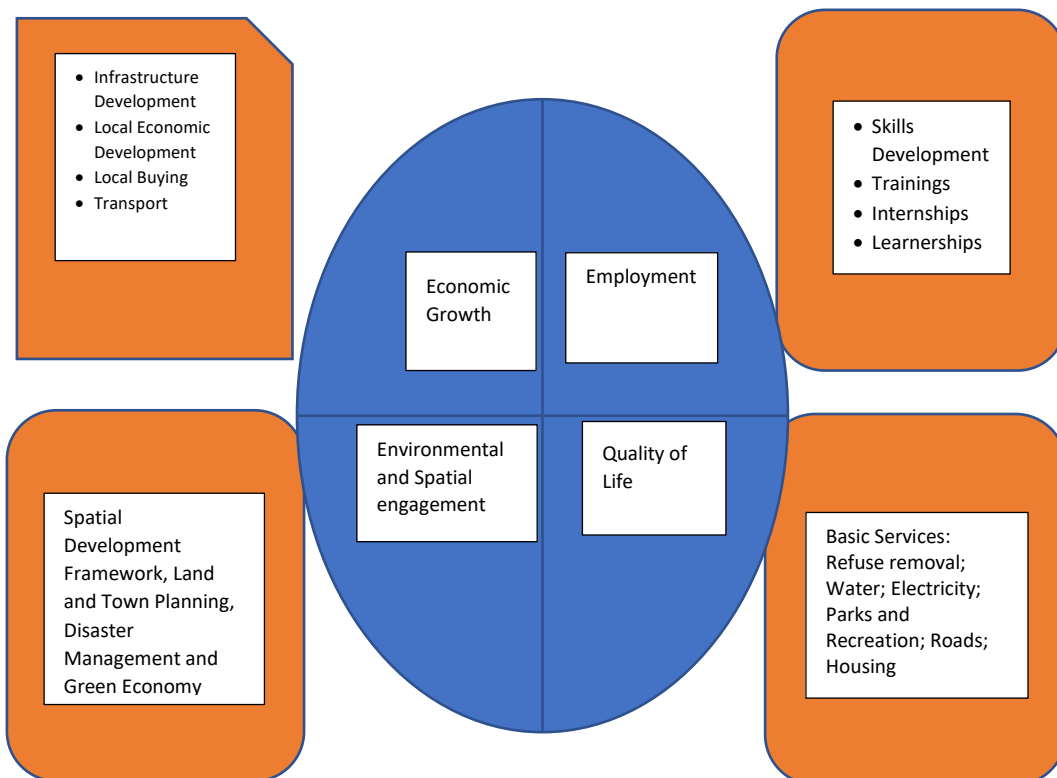 • Infrastructure
Development
• Local Economic
Development
• Local Buying
• Transport
• Skills
Development
• Trainings
• Internships
• Learnerships
Economic
Growth
Employment
Environmental
and Spatial
engagement
Quality of
Life
Spatial
Development
Framework, Land
and Town Planning,
Disaster
Management and
Green Economy
Basic Services:
Refuse removal;
Water; Electricity;
Parks and
Recreation; Roads;
Housing